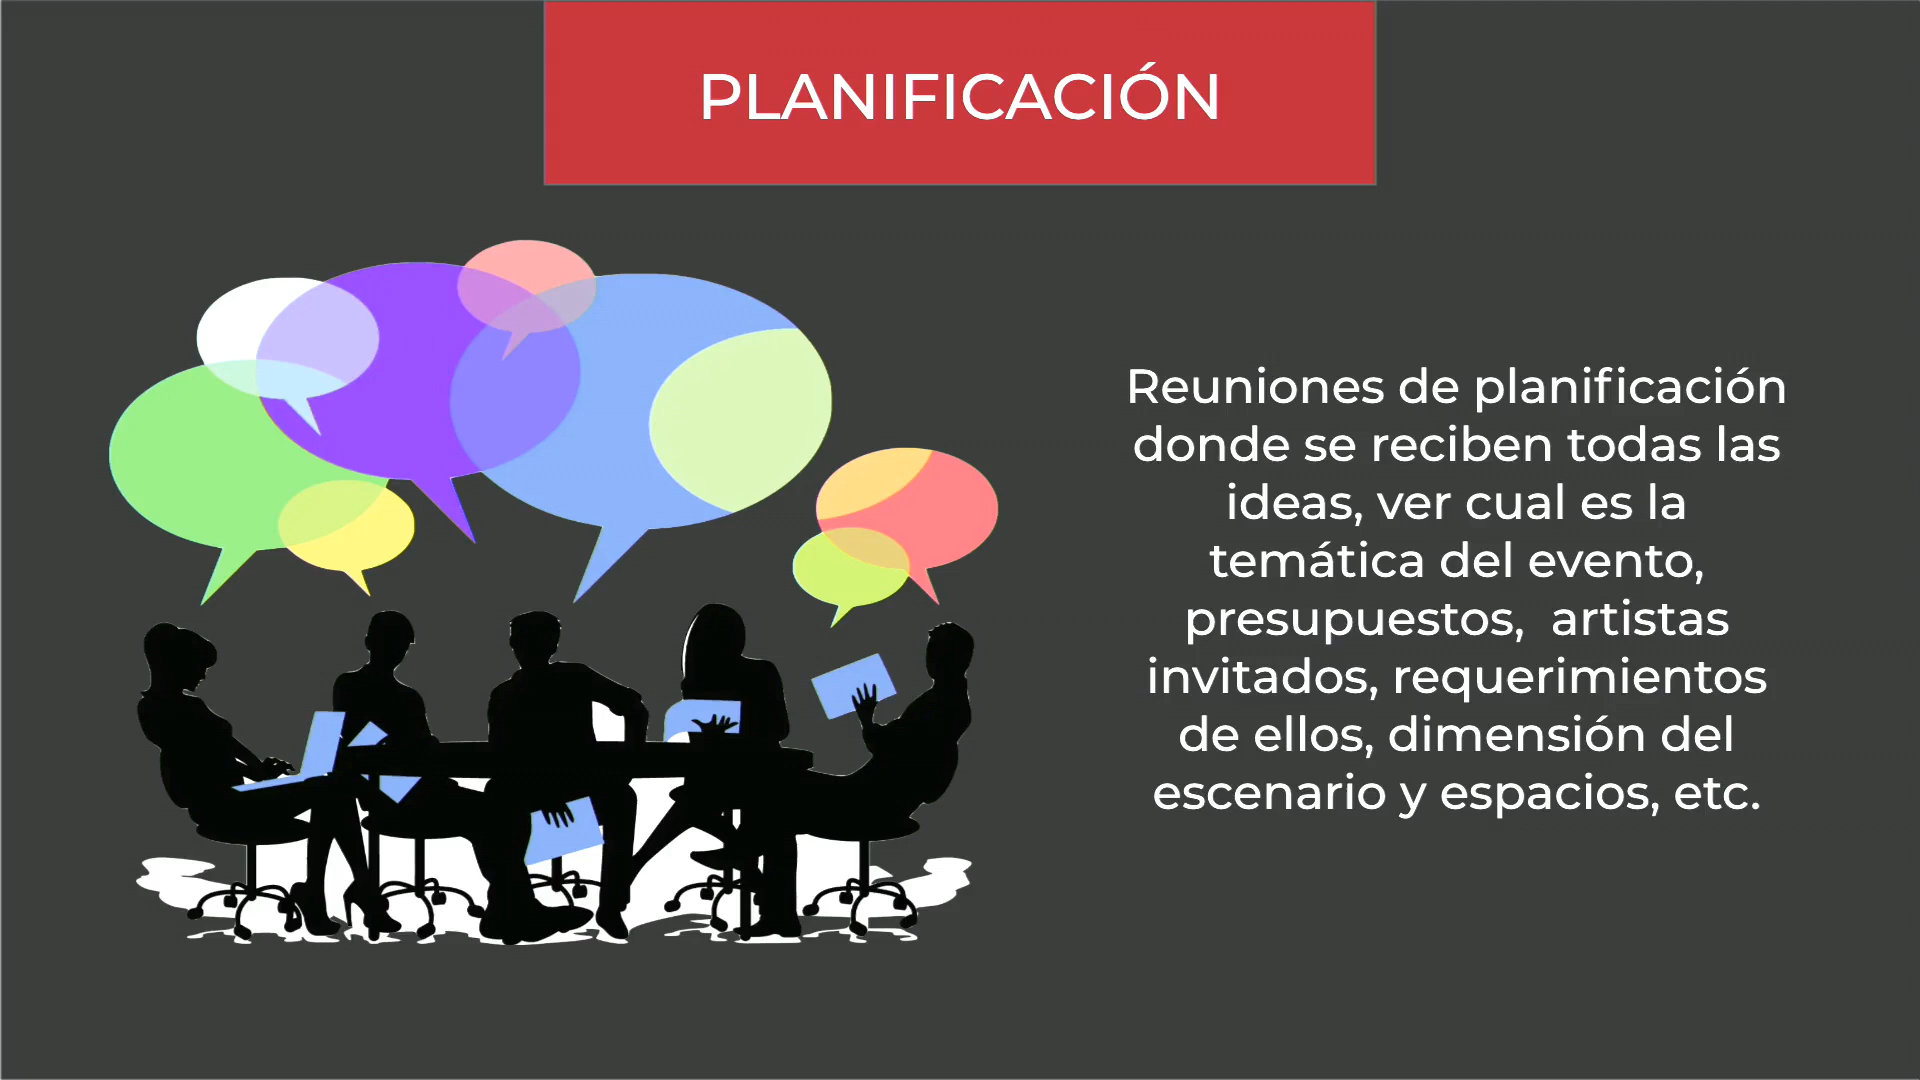 PLANIFICACIÓN
Reuniones de planificación
donde se reciben todas las
ideas, ver cual es la
temática del evento,
presupuestos,  artistas
invitados, requerimientos
de ellos, dimensión del
escenario y espacios, etc.